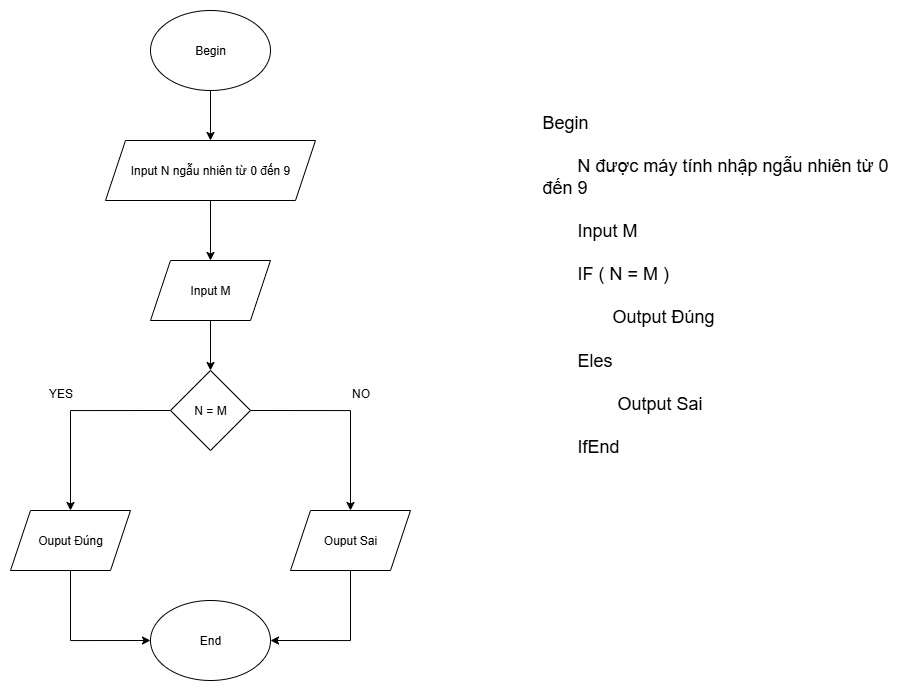 Begin
Input N ngẫu nhiên từ 0 đến 9
Input M
N = M
YES
NO
Ouput Đúng
Ouput Sai
End
Begin
N được máy tính nhập ngẫu nhiên từ 0
đến 9
Input M
IF ( N = M )
Output Đúng
Eles
Output Sai
IfEnd